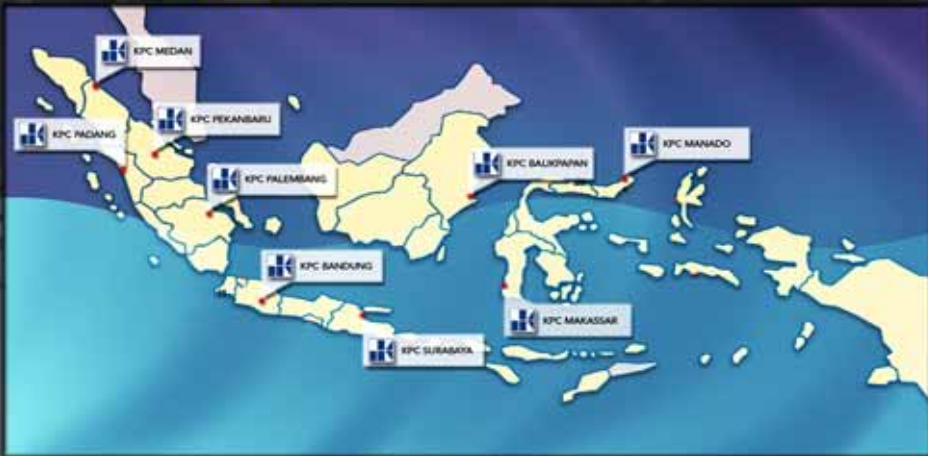 KPC MEDAN
KPC PEKANBARU
KPC PADANG
KPC MANADO
KPC BALIKPAPAN
KPC PALEMBANG
KPC BANDUNG
KPC MAKASSAR
KPC SURABAYA